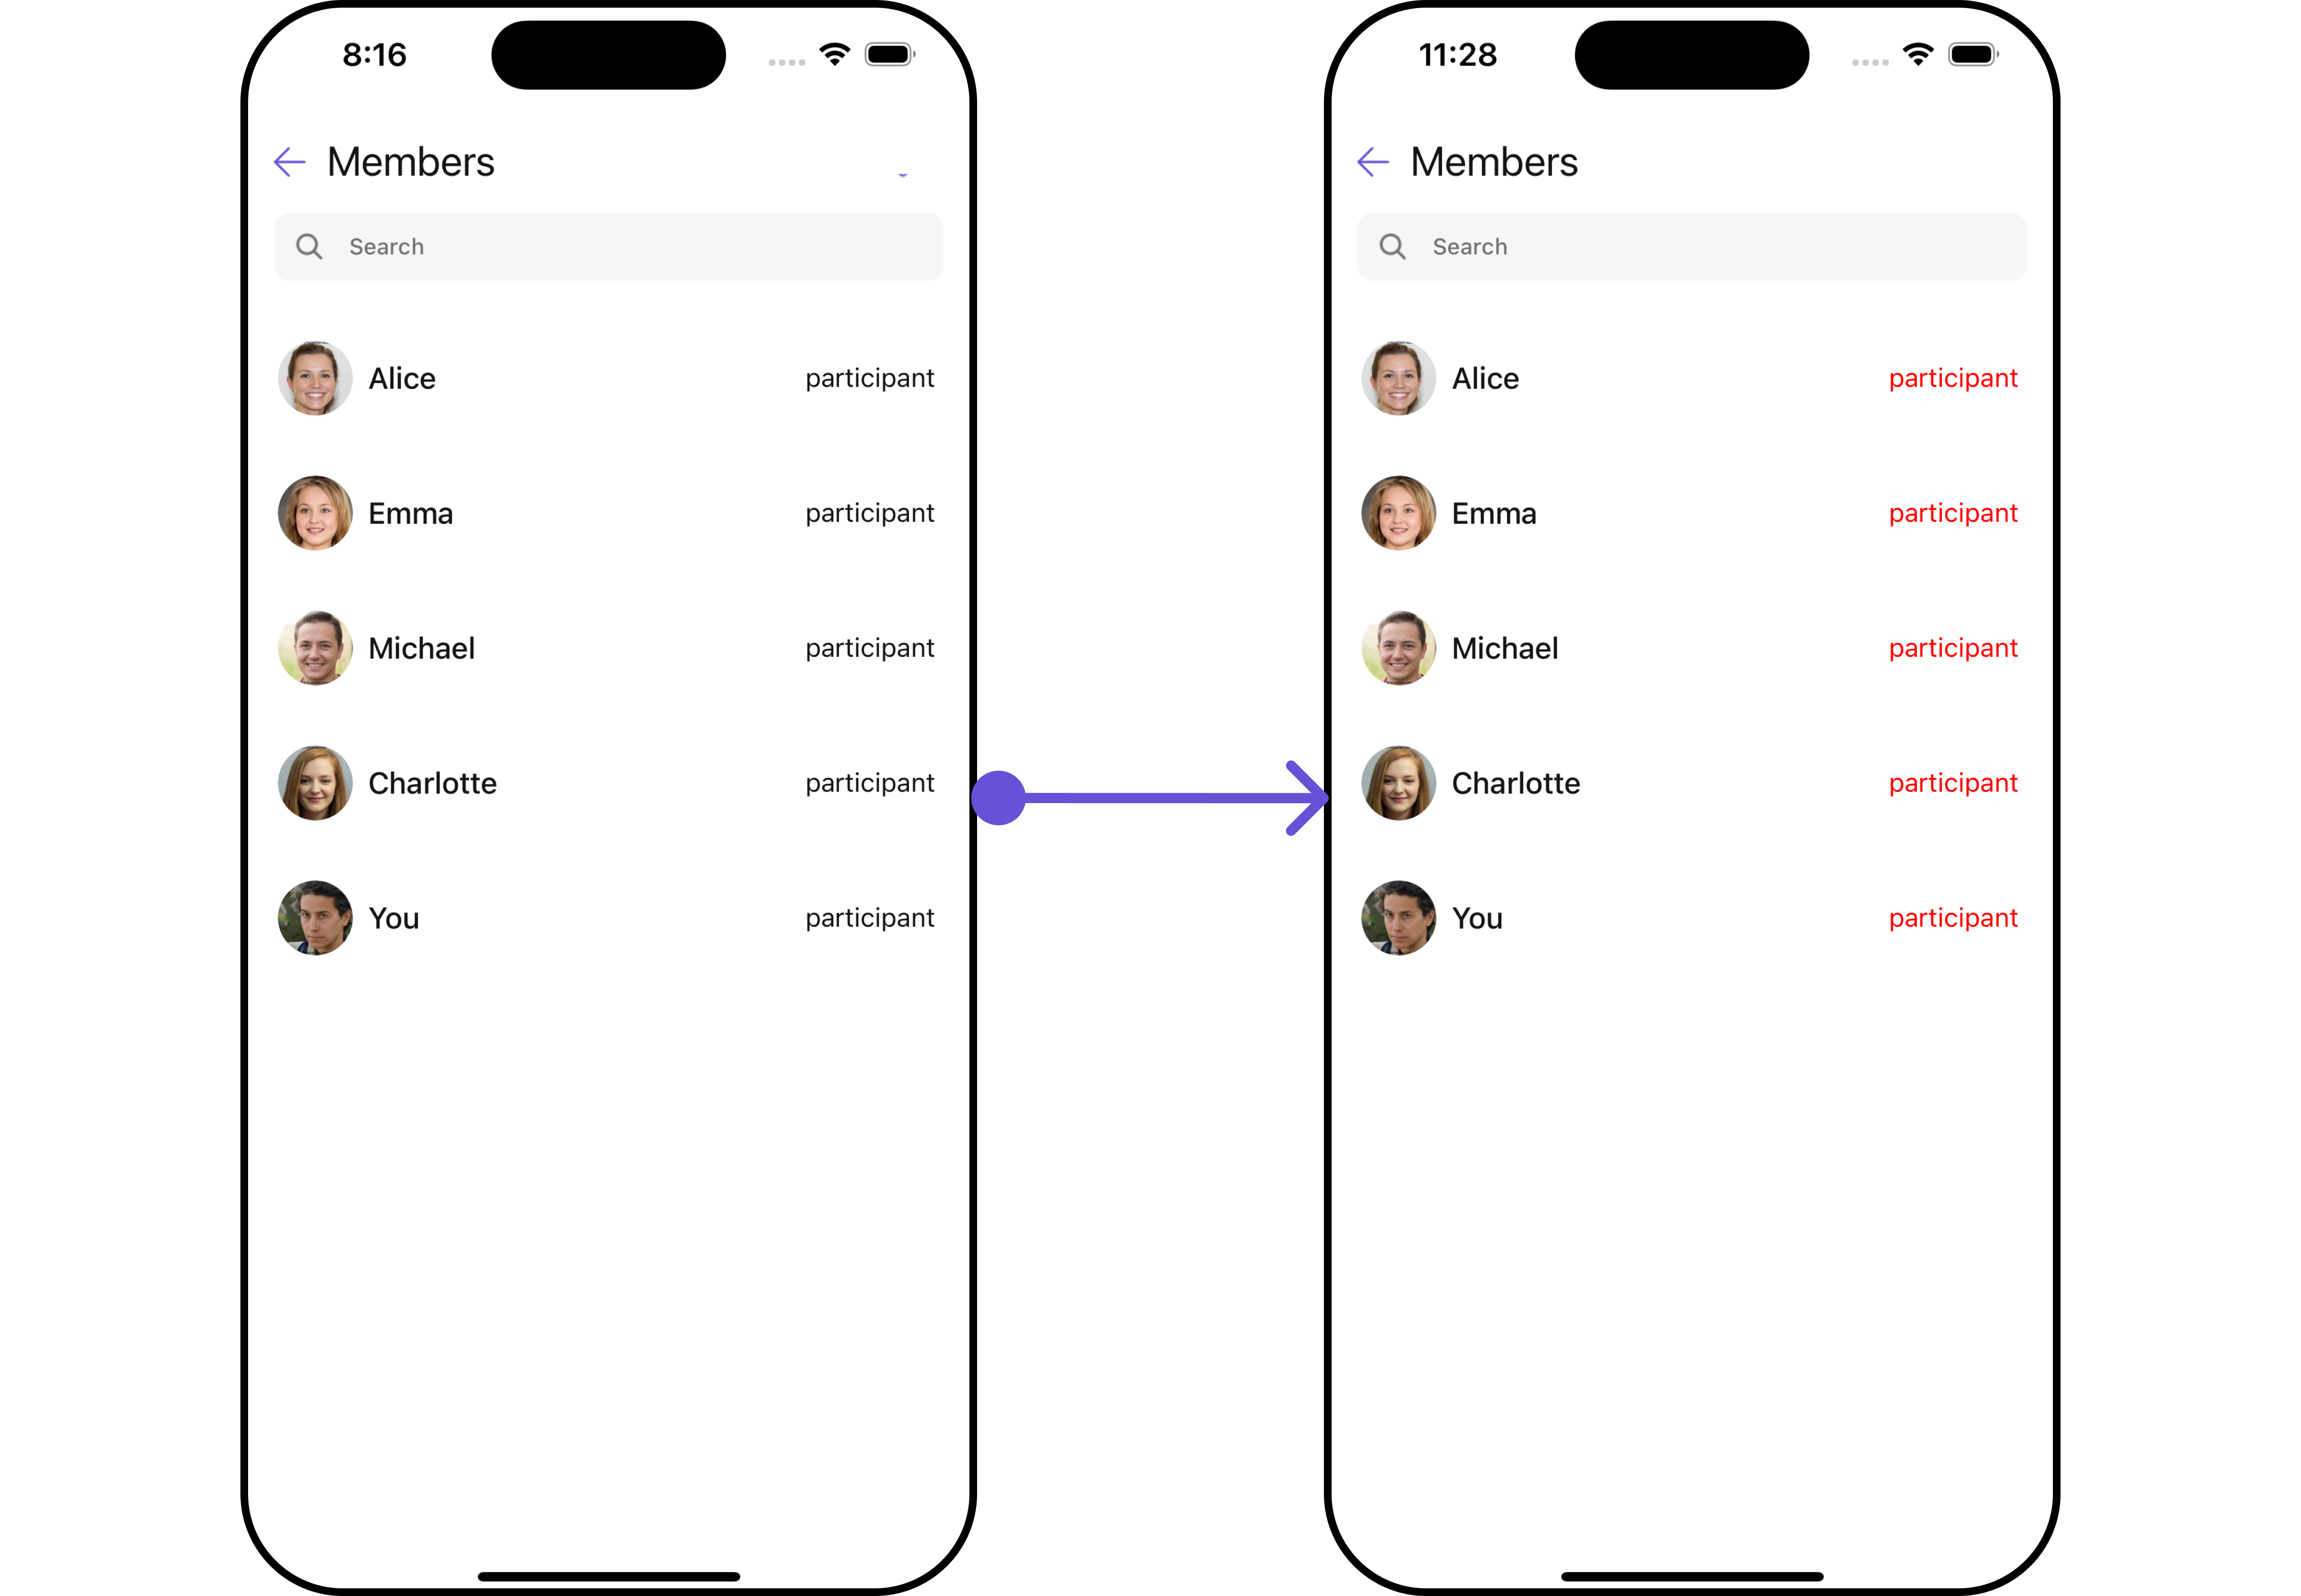 8:16
Members
Search
Alice participant
Emma participant
Michael participant
Charlotte participant
You participant
11:28
Members
Search
Alice participant
Emma participant
Michael participant
Charlotte participant
You participant